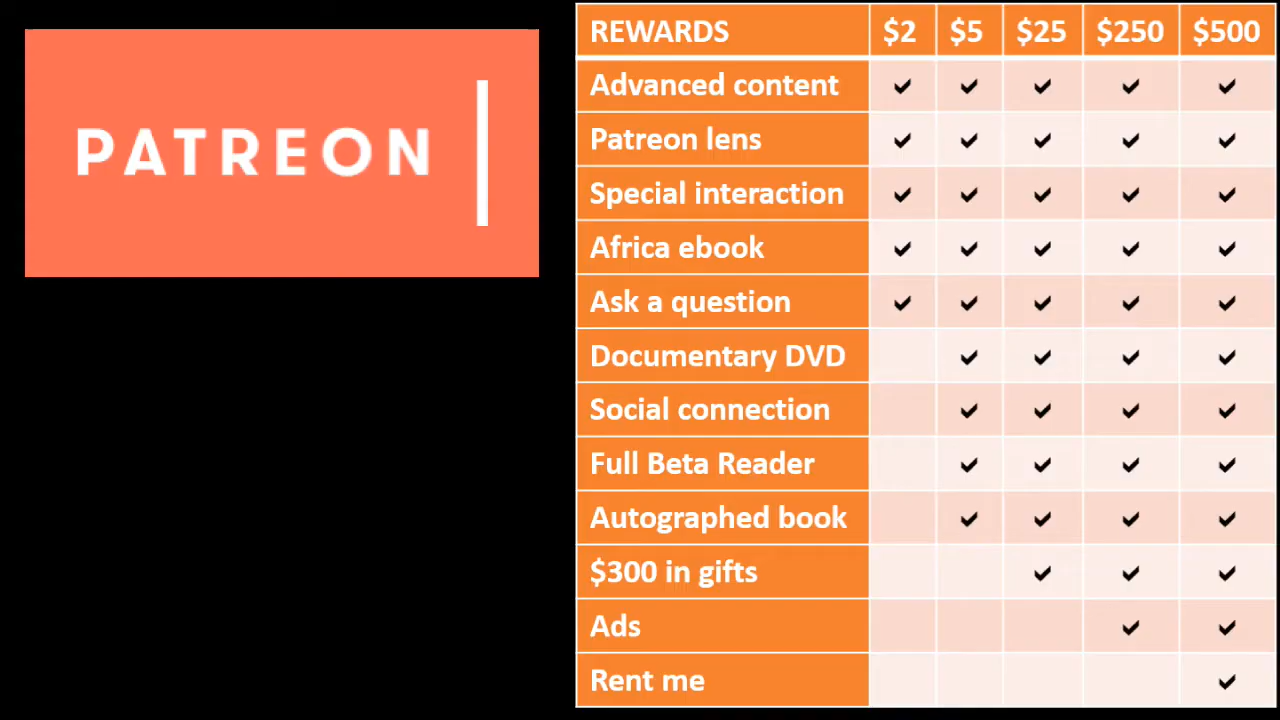 PATREON
REWARDS $2 $5 $25 $250 $500
Advanced content ✓ ✓ ✓ ✓ ✓
Patreon lens ✓ ✓ ✓ ✓ ✓
Special interaction ✓ ✓ ✓ ✓ ✓
Africa ebook ✓ ✓ ✓ ✓ ✓
Ask a question ✓ ✓ ✓ ✓ ✓
Documentary DVD ✓ ✓ ✓ ✓
Social connection ✓ ✓ ✓ ✓
Full Beta Reader ✓ ✓ ✓ ✓
Autographed book ✓ ✓ ✓ ✓
$300 in gifts ✓ ✓ ✓
Ads ✓ ✓
Rent me ✓